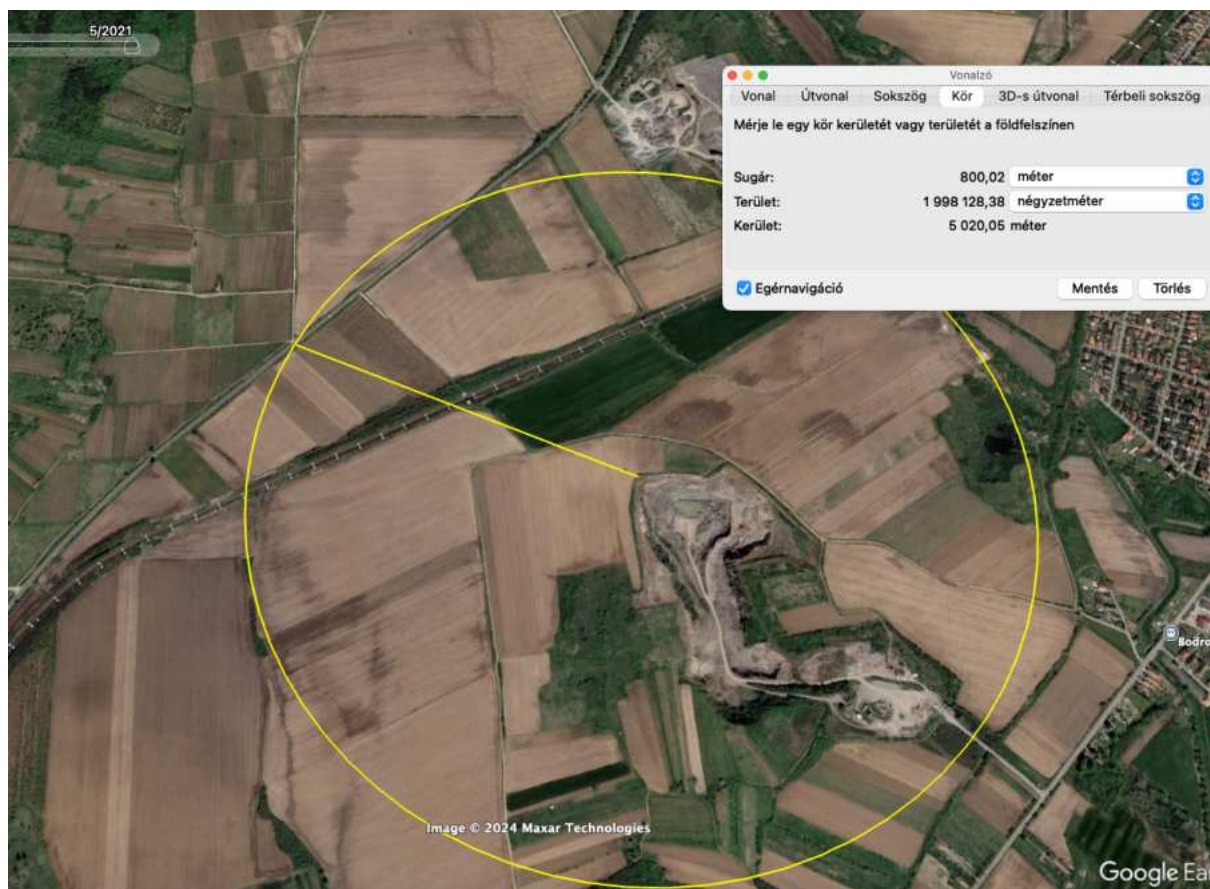 5/2021
Vonalzó
Vonal Útvonal Sokszög Kör 3D-s útvonal Térbeli sokszög
Mérje le egy kör kerületét vagy területét a földfelszínen
Sugár: 800,02 méter
Terület: 1 998 128,38 négyzetméter
Kerület: 5 020,05 méter
Egérnavigáció Mentés Törlés
Bodro
Image © 2024 Maxar Technologies
Google Ear